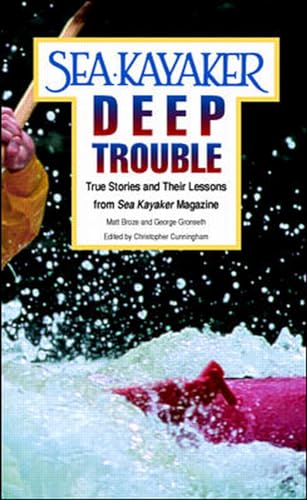 SEA·KAYAKER
DEEP
TROUBLE
True Stories and Their Lessons
from Sea Kayaker Magazine
Matt Broze and George Gronseth
Edited by Christopher Cunningham